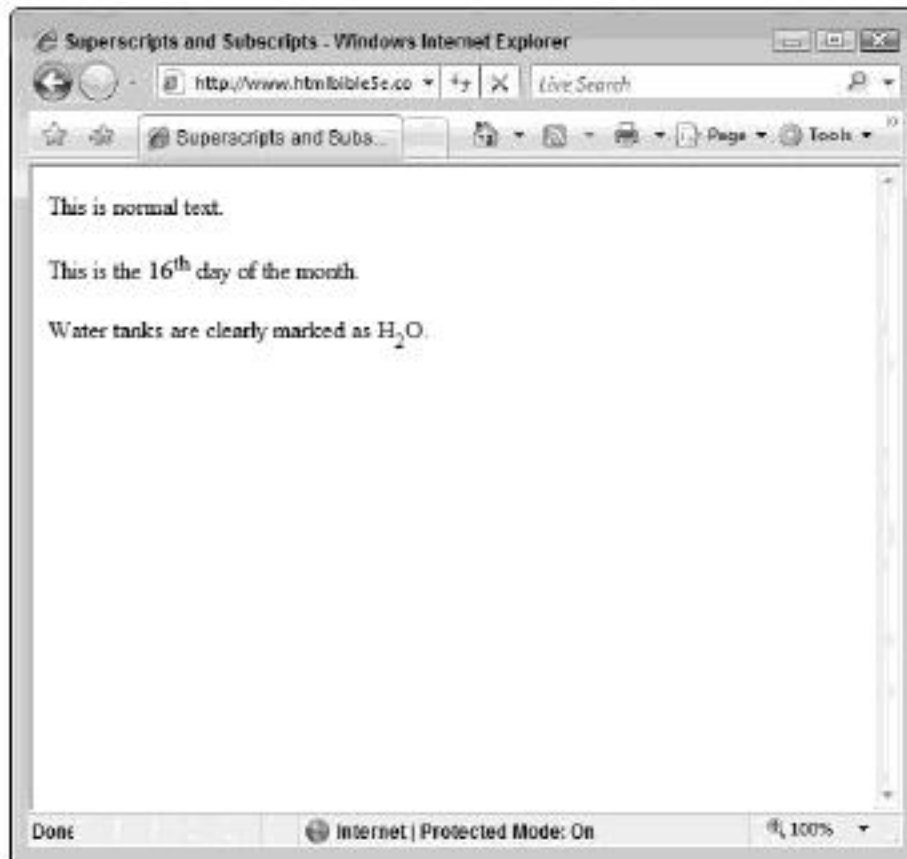 Superscripts and Subscripts - Windows Internet Explorer
http://www.htmlbible5e.co Live Search
Superscripts and Subs... Page Tools »
This is normal text.
This is the 16th day of the month.
Water tanks are clearly marked as H₂O.
Done Internet | Protected Mode: On 100%